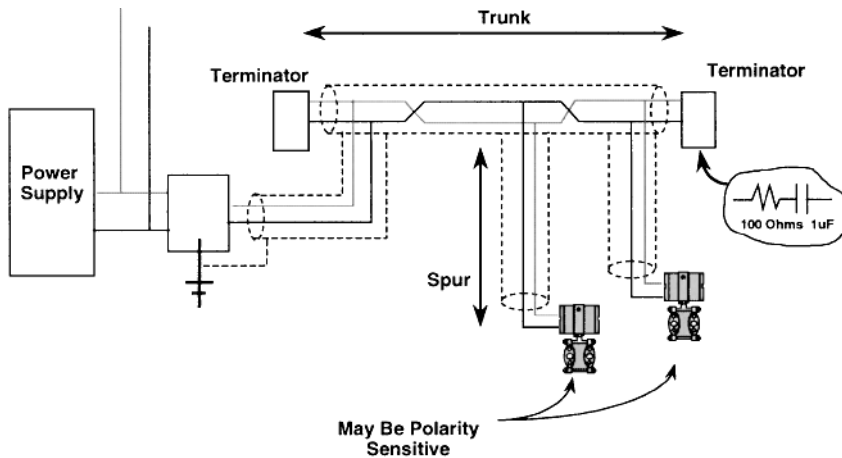 Trunk
Terminator
Terminator
Power
Supply
100 Ohms 1uF
Spur
May Be Polarity
Sensitive